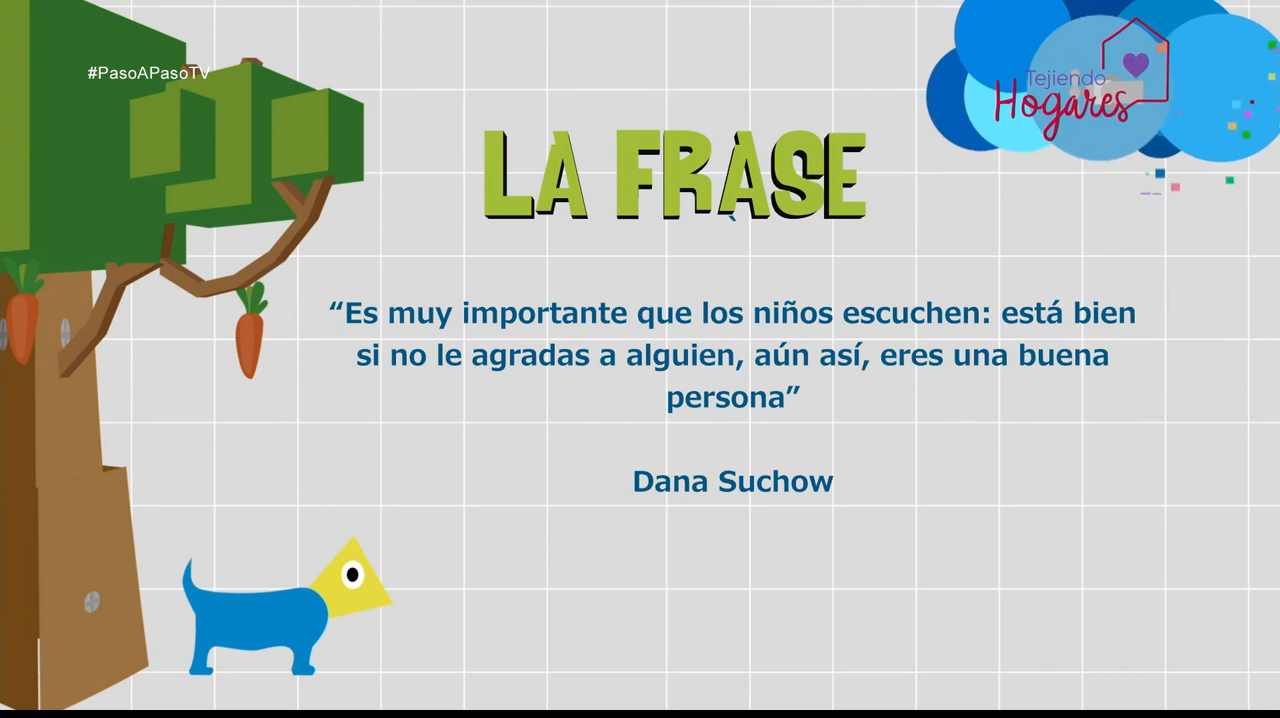 #PasoAPasoTV
Tejiendo
Hogares
LA FRASE
“Es muy importante que los niños escuchen: está bien
si no le agradas a alguien, aún así, eres una buena
persona”
Dana Suchow